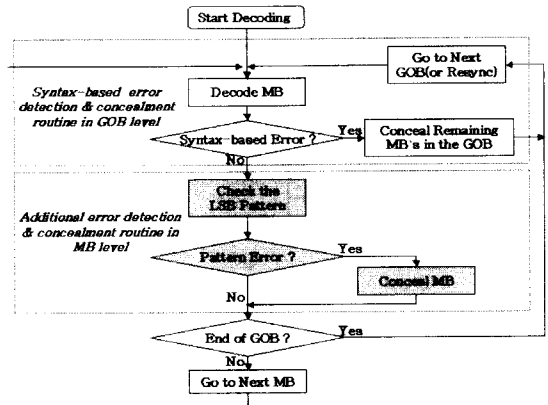 Start Decoding
Go to Next
GOB(or Resync)
Syntax-based error
detection & concealment
routine in GOB level
Decode MB
Syntax-based Error ?
Yes
Conceal Remaining
MB's in the GOB
No
Check the
LSB Pattern
Additional error detection
& concealment routine in
MB level
Pattern Error ?
Yes
Conceal MB
No
End of GOB ?
Yes
No
Go to Next MB